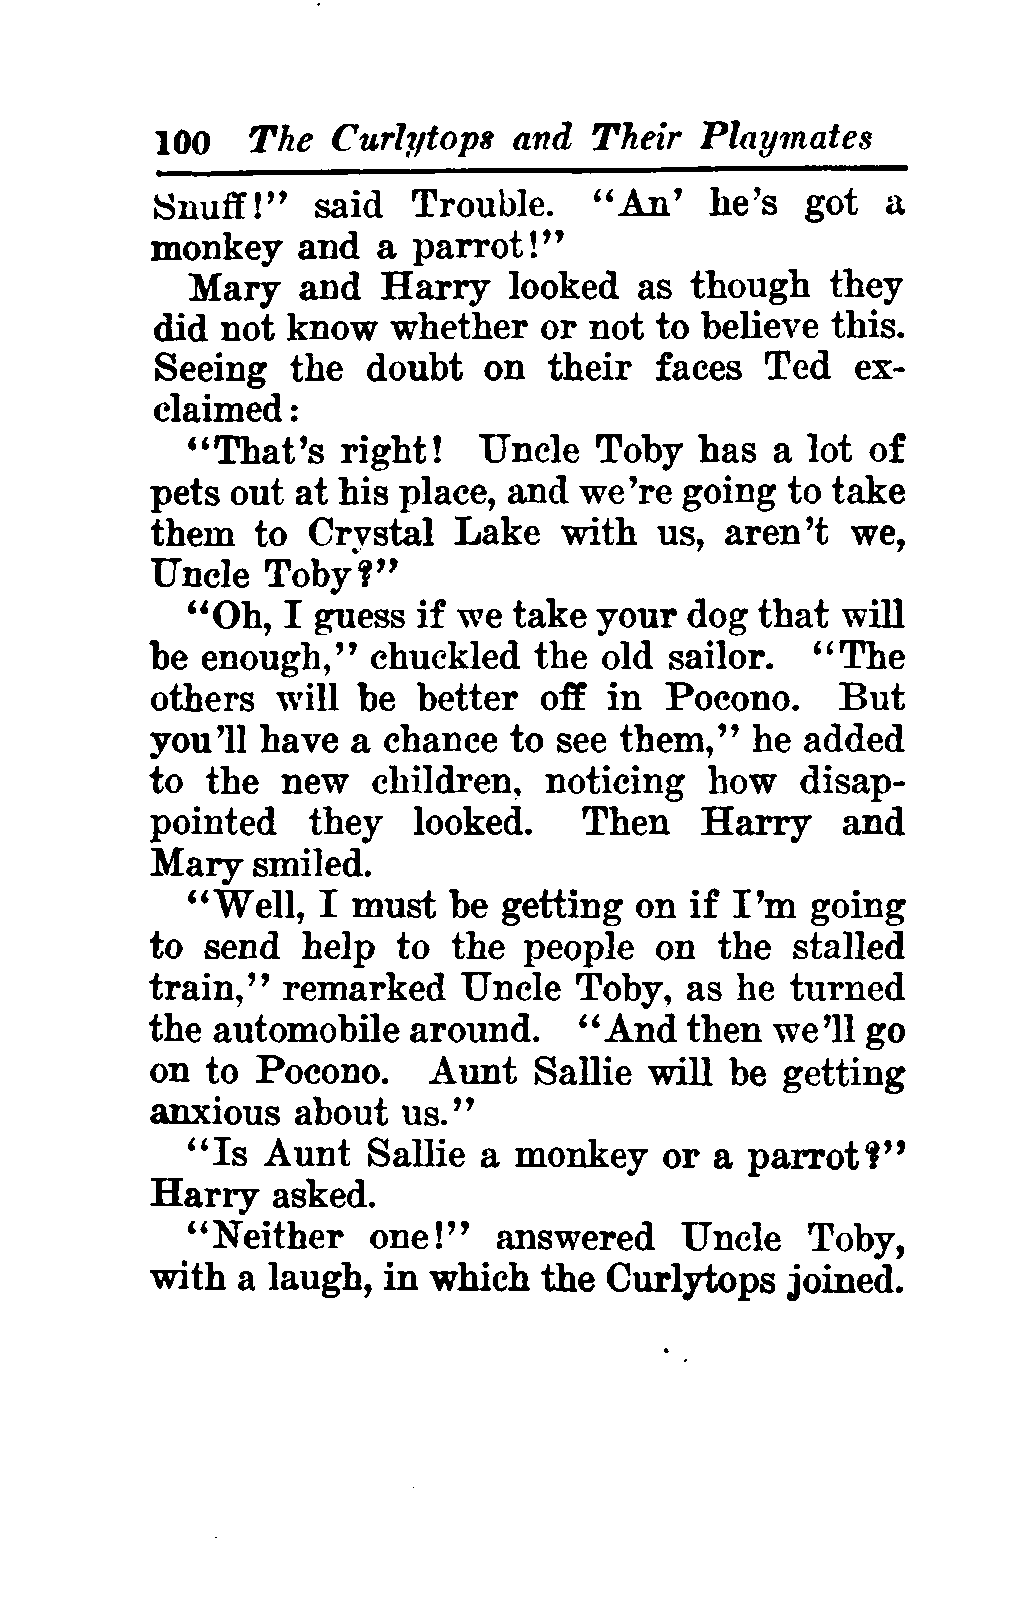 100 The Curlytops and Their Playmates
Snuff!” said Trouble. “An’ he’s got a
monkey and a parrot!”
Mary and Harry looked as though they
did not know whether or not to believe this.
Seeing the doubt on their faces Ted ex-
claimed:
“That’s right! Uncle Toby has a lot of
pets out at his place, and we’re going to take
them to Crystal Lake with us, aren’t we,
Uncle Toby?”
“Oh, I guess if we take your dog that will
be enough,” chuckled the old sailor. “The
others will be better off in Pocono. But
you’ll have a chance to see them,” he added
to the new children, noticing how disap-
pointed they looked. Then Harry and
Mary smiled.
“Well, I must be getting on if I’m going
to send help to the people on the stalled
train,” remarked Uncle Toby, as he turned
the automobile around. “And then we’ll go
on to Pocono. Aunt Sallie will be getting
anxious about us.”
“Is Aunt Sallie a monkey or a parrot?”
Harry asked.
“Neither one!” answered Uncle Toby,
with a laugh, in which the Curlytops joined.